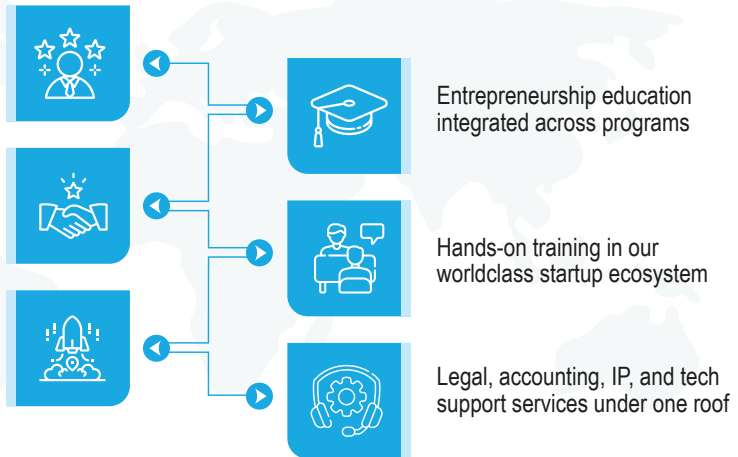 Entrepreneurship education
integrated across programs
Hands-on training in our
worldclass startup ecosystem
Legal, accounting, IP, and tech
support services under one roof